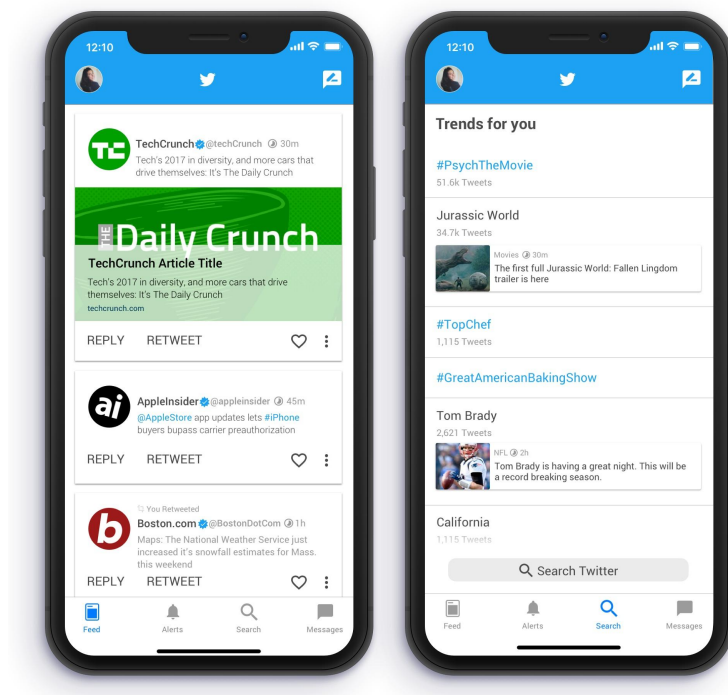 12:10
TC
TechCrunch @techCrunch 30m
Tech's 2017 in diversity, and more cars that
drive themselves: It's The Daily Crunch
THE Daily Crunch
TechCrunch Article Title
Tech's 2017 in diversity, and more cars that drive
themselves: It's The Daily Crunch
techcrunch.com
REPLY RETWEET
ai
AppleInsider @appleinsider 45m
@AppleStore app updates lets #iPhone
buyers bupass carrier preauthorization
REPLY RETWEET
You Retweeted
b
Boston.com @BostonDotCom 1h
Maps: The National Weather Service just
increased it's snowfall estimates for Mass.
this weekend
REPLY RETWEET
Feed Alerts Search Messages
12:10
Trends for you
#PsychTheMovie
51.6k Tweets
Jurassic World
34.7k Tweets
Movies 30m
The first full Jurassic World: Fallen Lingdom
trailer is here
#TopChef
1,115 Tweets
#GreatAmericanBakingShow
Tom Brady
2,621 Tweets
NFL 2h
Tom Brady is having a great night. This will be
a record breaking season.
California
1,115 Tweets
Search Twitter
Feed Alerts Search Messages